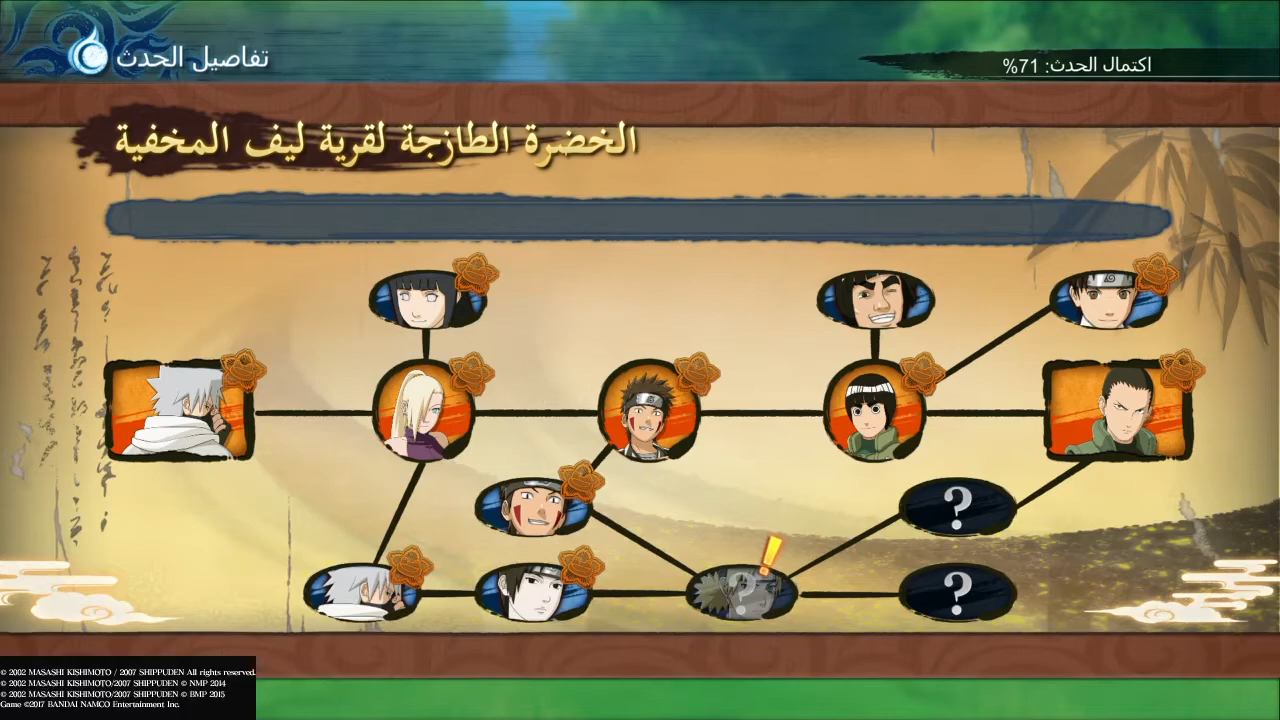 تفاصيل الحدث
اكتمال الحدث: 71%
الخضرة الطازجة لقرية ليف المخفية
?
?
?
© 2002 MASASHI KISHIMOTO / 2007 SHIPPUDEN All rights reserved.
© 2002 MASASHI KISHIMOTO/2007 SHIPPUDEN © NMP 2014
© 2002 MASASHI KISHIMOTO/2007 SHIPPUDEN © BMP 2015
Game ©2017 BANDAI NAMCO Entertainment Inc.